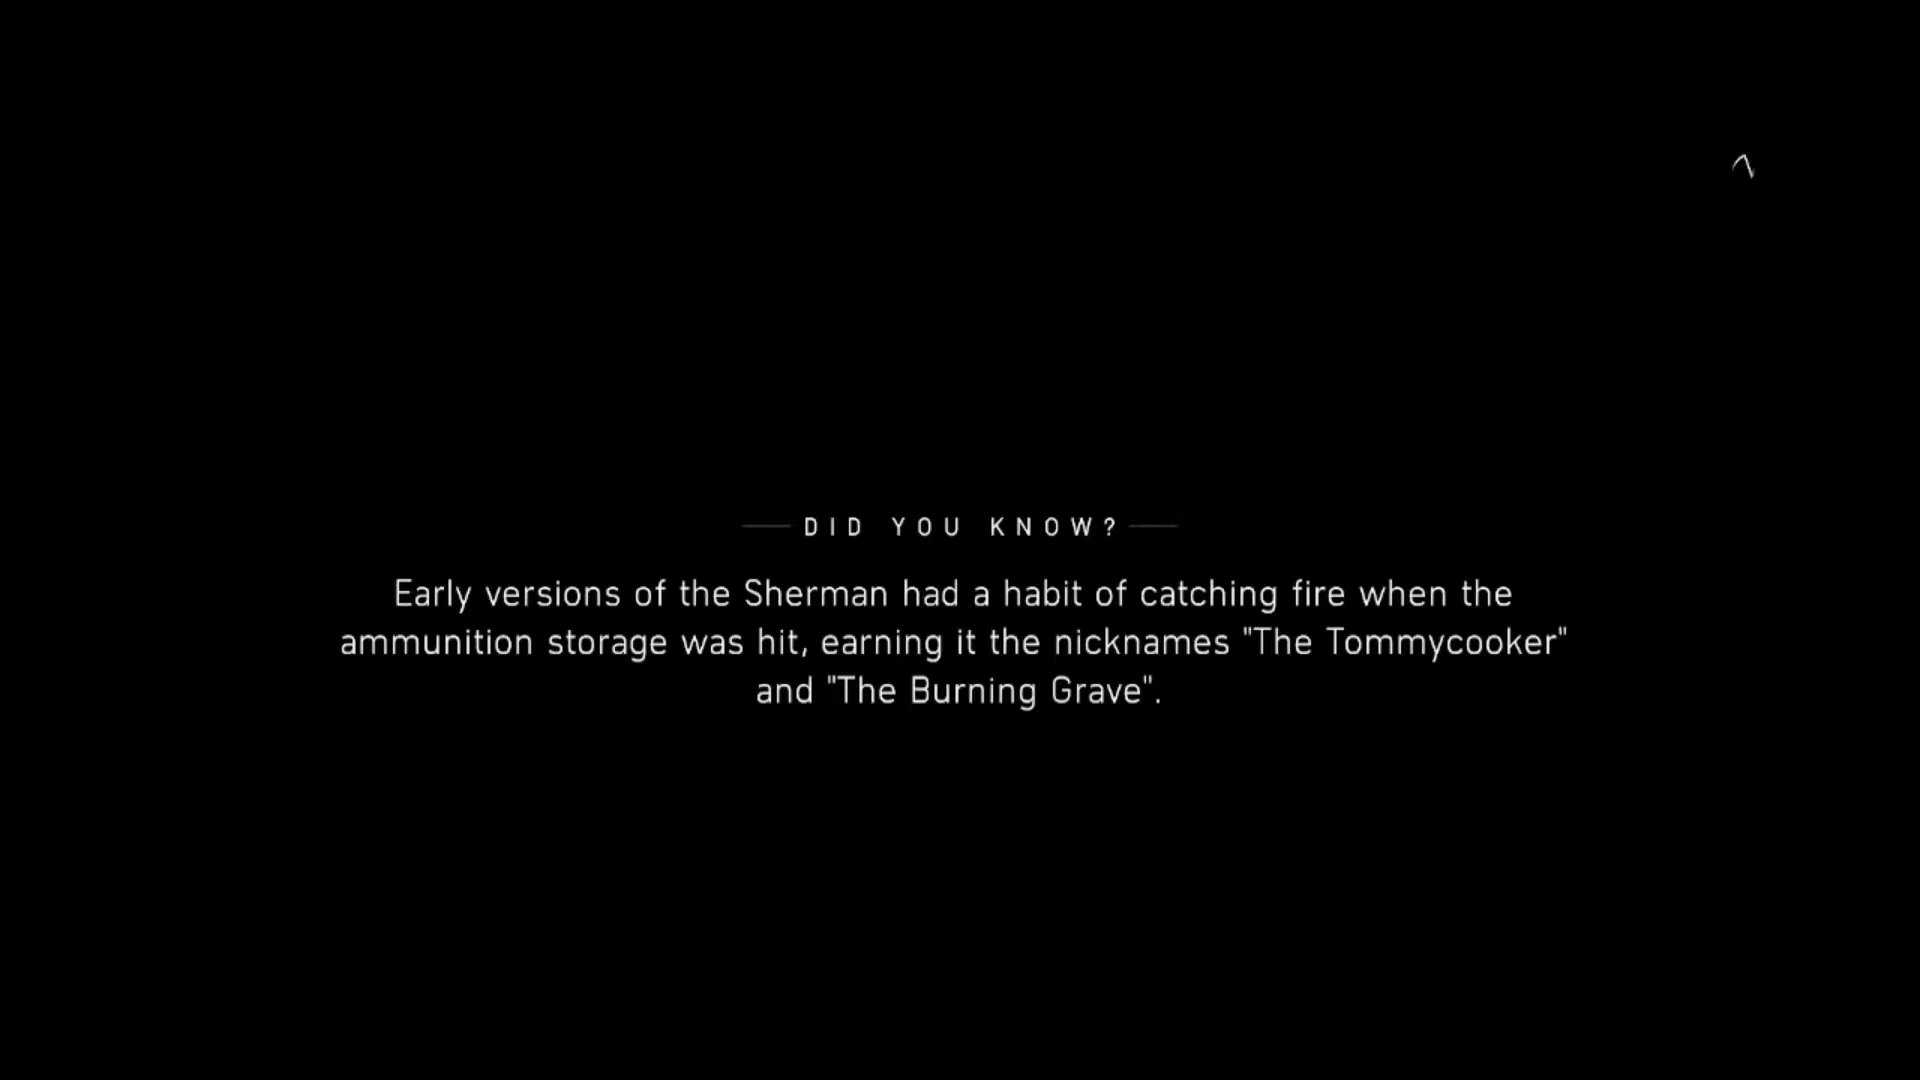 DID YOU KNOW?
Early versions of the Sherman had a habit of catching fire when the
ammunition storage was hit, earning it the nicknames "The Tommycooker"
and "The Burning Grave".